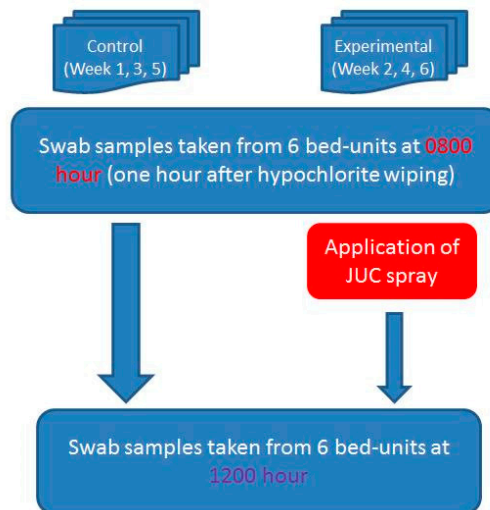 Control
(Week 1, 3, 5)
Experimental
(Week 2, 4, 6)
Swab samples taken from 6 bed-units at 0800
hour (one hour after hypochlorite wiping)
Application of
JUC spray
Swab samples taken from 6 bed-units at
1200 hour